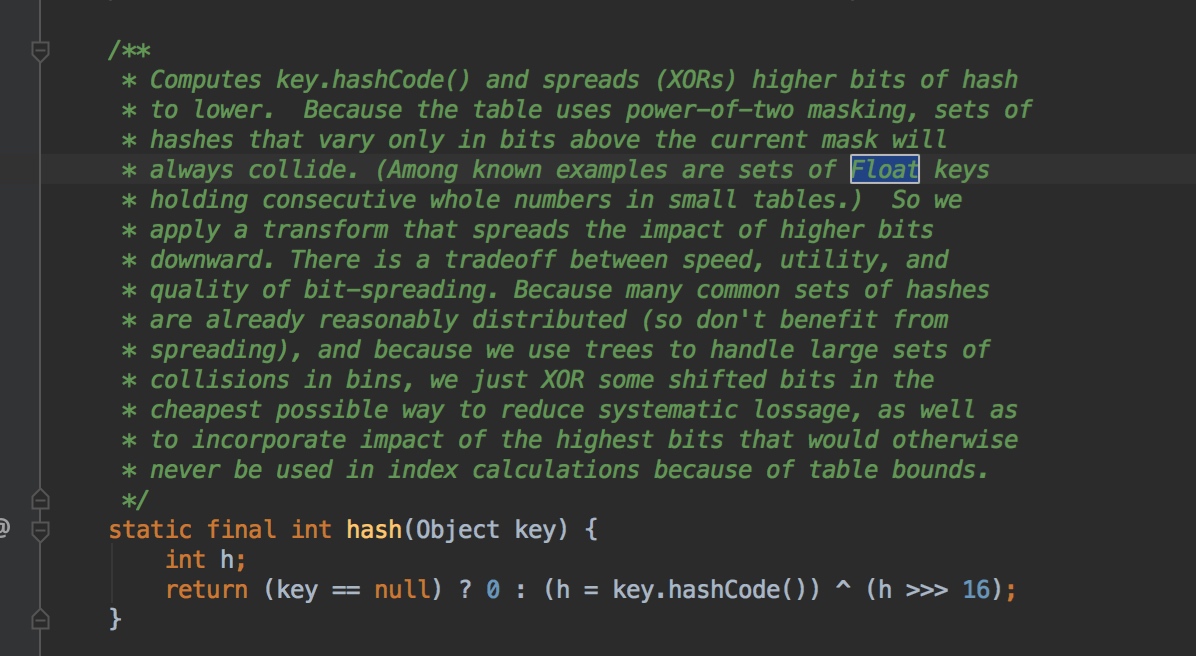 /**
* Computes key.hashCode() and spreads (XORs) higher bits of hash
* to lower.  Because the table uses power-of-two masking, sets of
* hashes that vary only in bits above the current mask will
* always collide. (Among known examples are sets of Float keys
* holding consecutive whole numbers in small tables.)  So we
* apply a transform that spreads the impact of higher bits
* downward. There is a tradeoff between speed, utility, and
* quality of bit-spreading. Because many common sets of hashes
* are already reasonably distributed (so don't benefit from
* spreading), and because we use trees to handle large sets of
* collisions in bins, we just XOR some shifted bits in the
* cheapest possible way to reduce systematic lossage, as well as
* to incorporate impact of the highest bits that would otherwise
* never be used in index calculations because of table bounds.
*/
@ static final int hash(Object key) {
int h;
return (key == null) ? 0 : (h = key.hashCode()) ^ (h >>> 16);
}